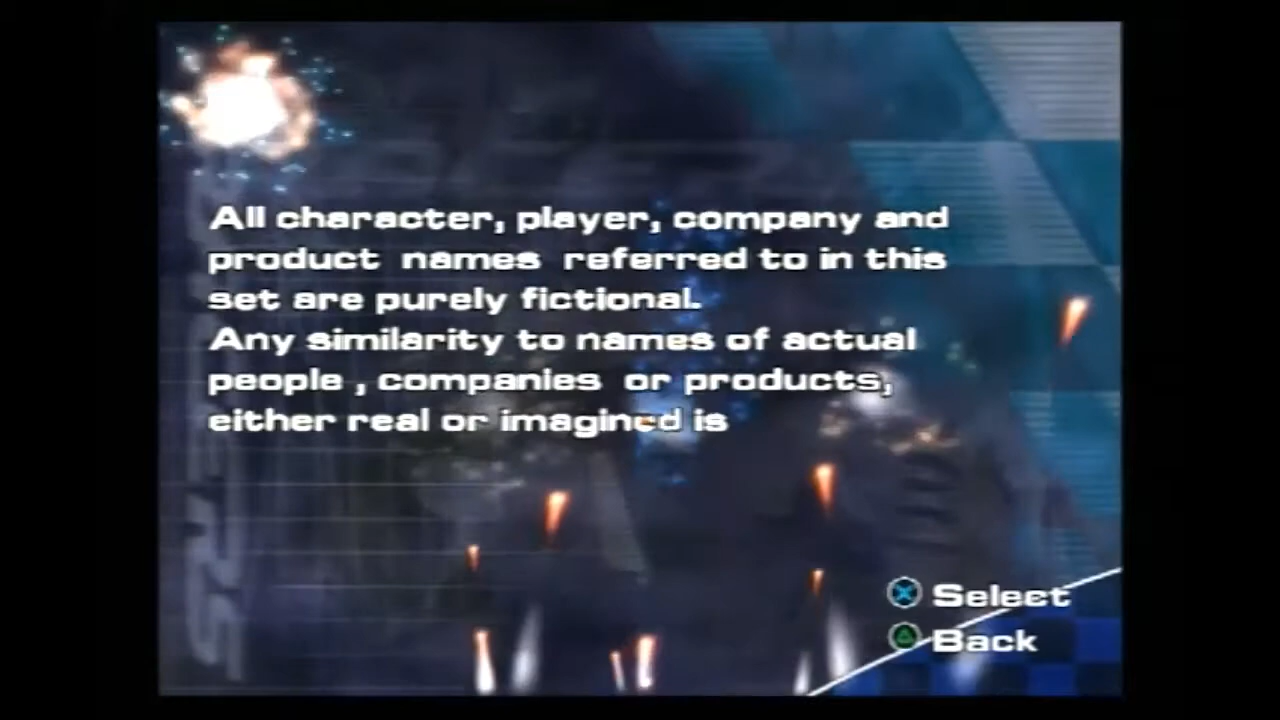 All character, player, company and
product names referred to in this
set are purely fictional.
Any similarity to names of actual
people , companies or products,
either real or imagined is
Select
Back